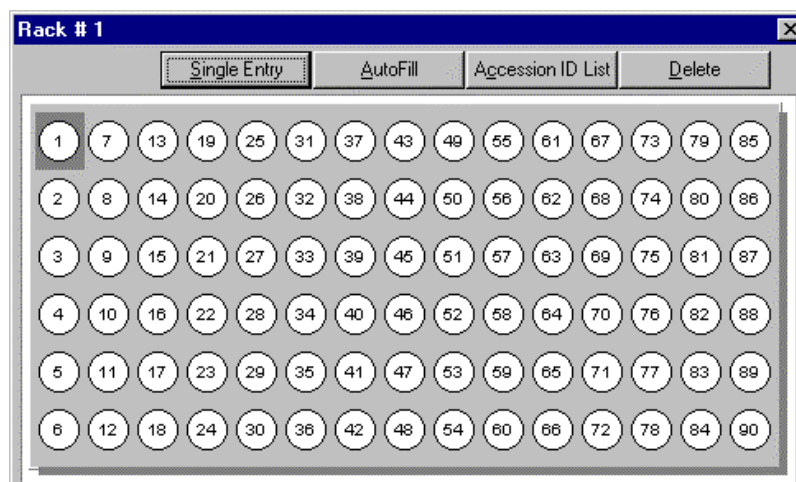 Rack # 1
Single Entry AutoFill Accession ID List Delete
1 7 13 19 25 31 37 43 49 55 61 67 73 79 85
2 8 14 20 26 32 38 44 50 56 62 68 74 80 86
3 9 15 21 27 33 39 45 51 57 63 69 75 81 87
4 10 16 22 28 34 40 46 52 58 64 70 76 82 88
5 11 17 23 29 35 41 47 53 59 65 71 77 83 89
6 12 18 24 30 36 42 48 54 60 66 72 78 84 90